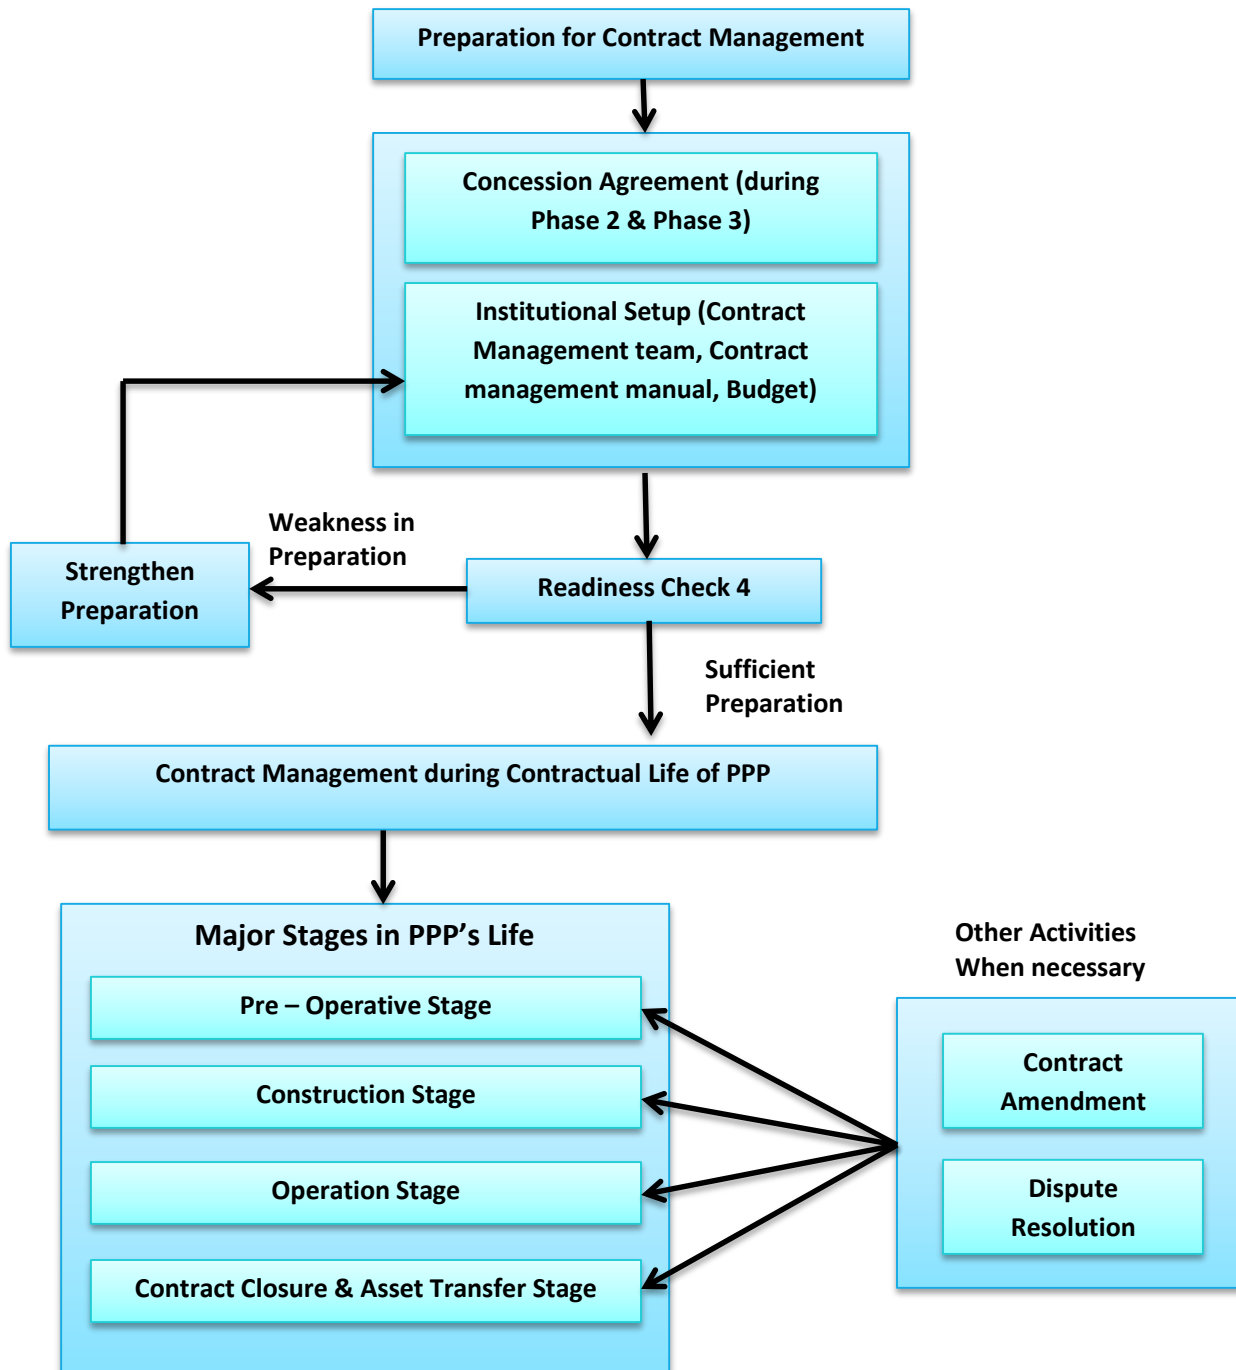 Preparation for Contract Management
Concession Agreement (during
Phase 2 & Phase 3)
Institutional Setup (Contract
Management team, Contract
management manual, Budget)
Weakness in
Preparation
Strengthen
Preparation
Readiness Check 4
Sufficient
Preparation
Contract Management during Contractual Life of PPP
Major Stages in PPP’s Life
Pre – Operative Stage
Construction Stage
Operation Stage
Contract Closure & Asset Transfer Stage
Other Activities
When necessary
Contract
Amendment
Dispute
Resolution